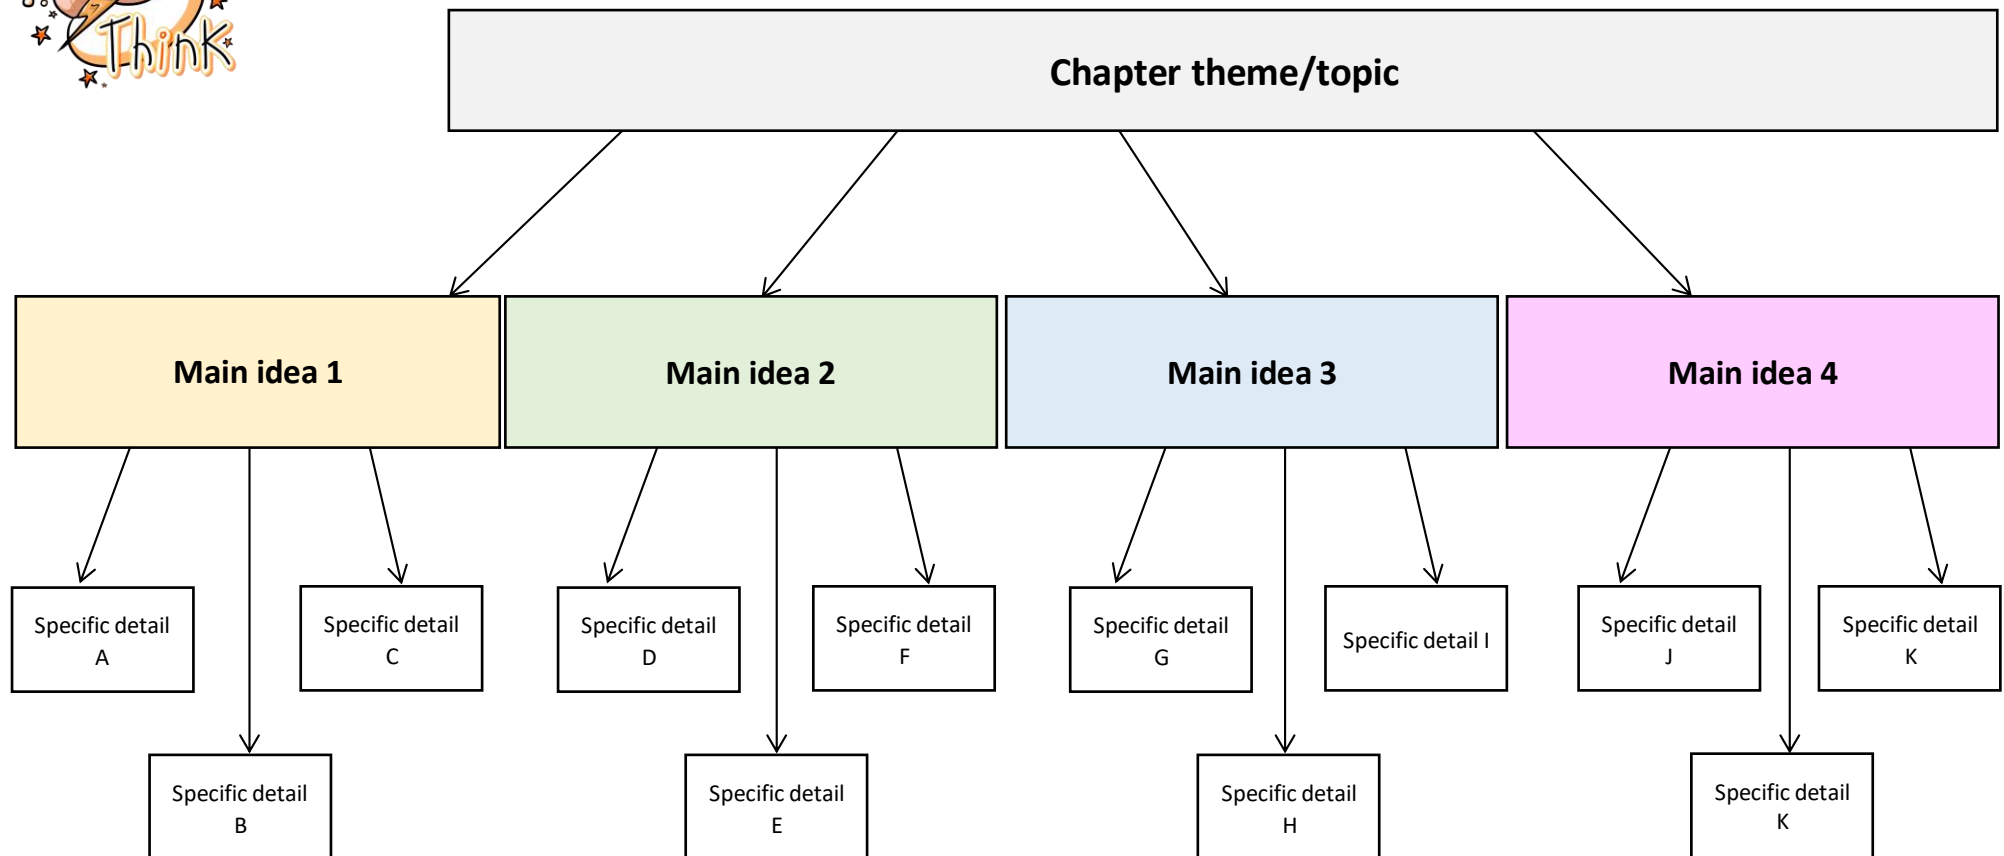 Think
Chapter theme/topic
Main idea 1
Main idea 2
Main idea 3
Main idea 4
Specific detail
A
Specific detail
C
Specific detail
D
Specific detail
F
Specific detail
G
Specific detail I
Specific detail
J
Specific detail
K
Specific detail
B
Specific detail
E
Specific detail
H
Specific detail
K